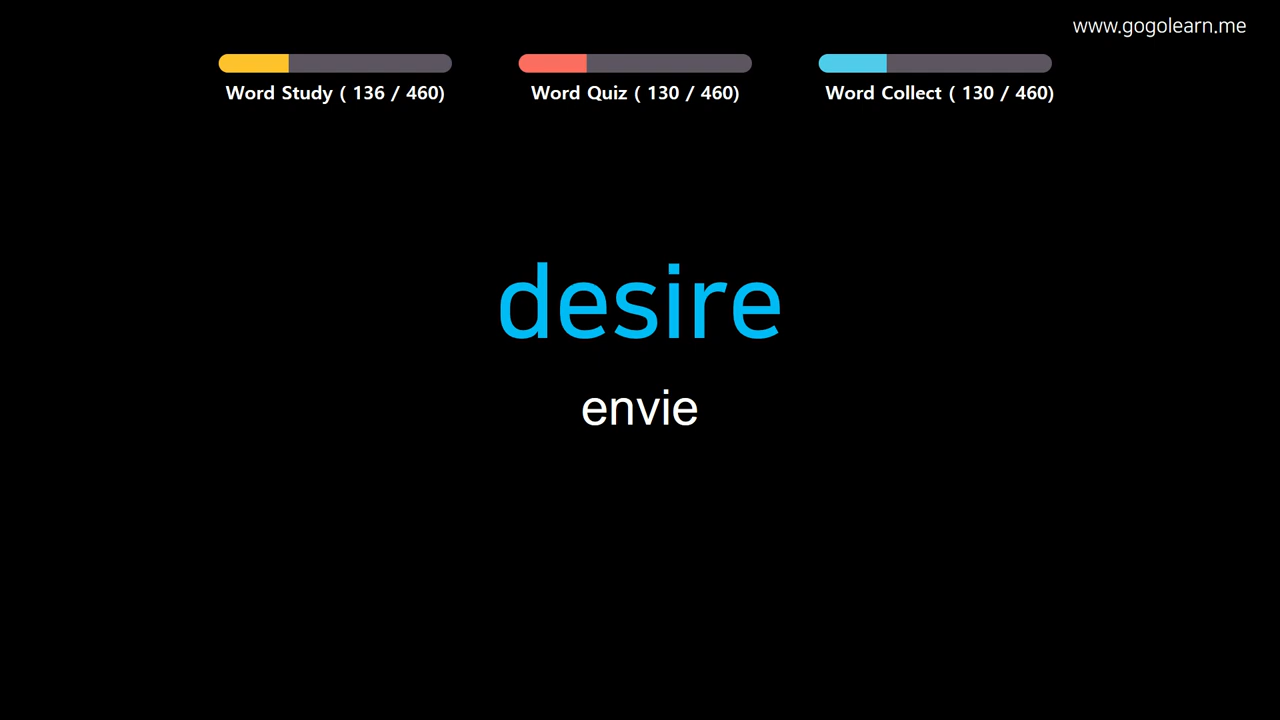 www.gogolearn.me
Word Study ( 136 / 460)
Word Quiz ( 130 / 460)
Word Collect ( 130 / 460)
desire
envie